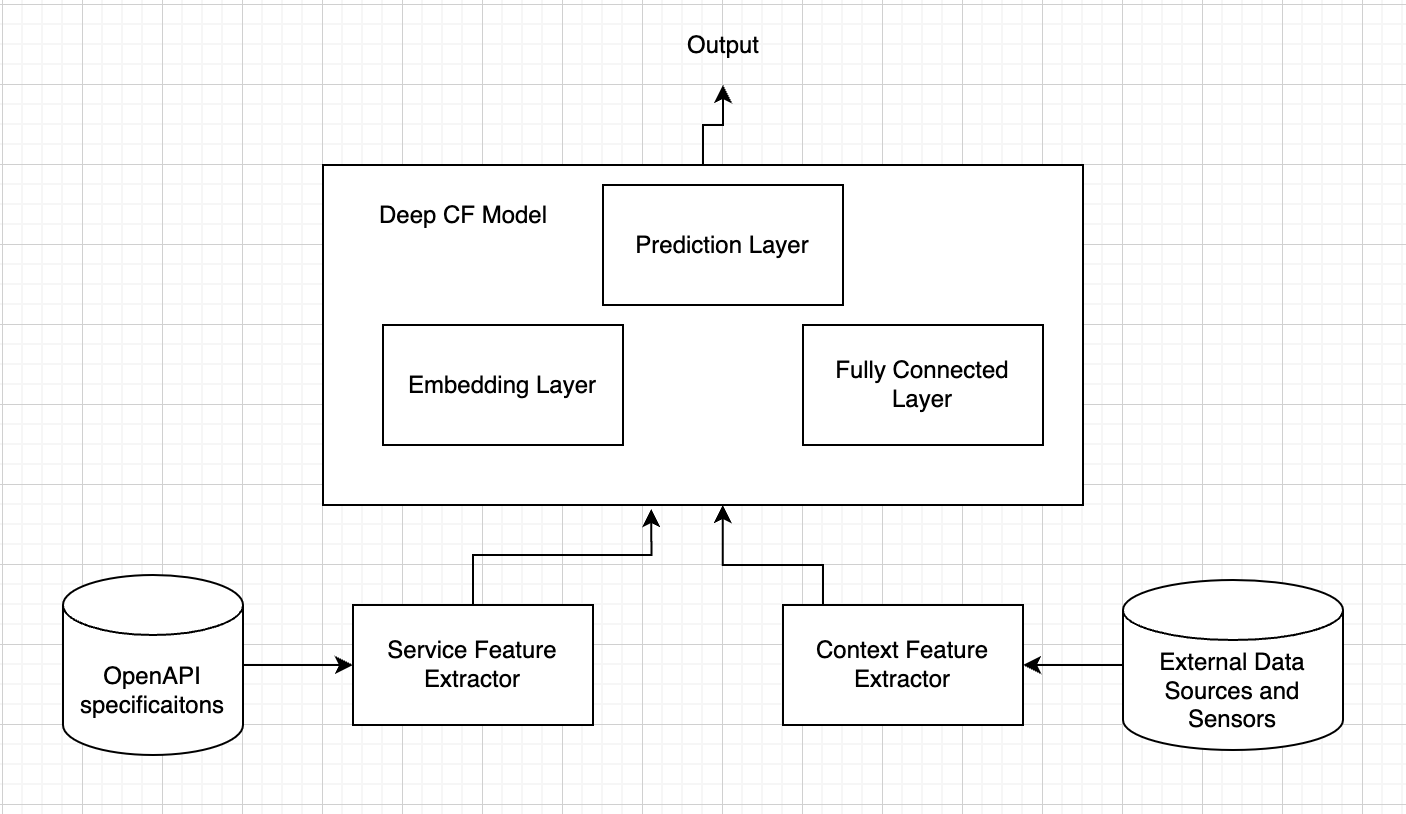 Output
Deep CF Model
Prediction Layer
Embedding Layer
Fully Connected
Layer
OpenAPI
specificaitons
Service Feature
Extractor
Context Feature
Extractor
External Data
Sources and
Sensors